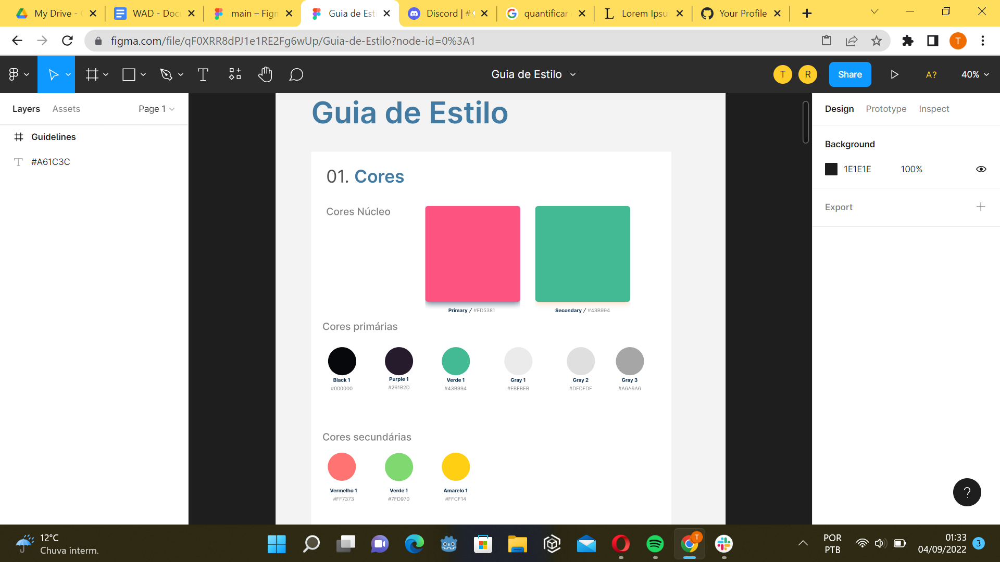 My Drive -
WAD - Docu
main – Figm
Guia de Esti
Discord | #
quantificar
Lorem Ipsu
Your Profile
figma.com/file/qF0XRR8dPJ1e1RE2Fg6wUp/Guia-de-Estilo?node-id=0%3A1
T
Guia de Estilo
T
R
Share
A?
40%
Layers
Assets
Page 1
Guidelines
#A61C3C
Guia de Estilo
01. Cores
Cores Núcleo
Primary / #FD5381
Secondary / #43B994
Cores primárias
Black 1
Purple 1
Verde 1
Gray 1
Gray 2
Gray 3
#000000
#261B2D
#43B994
#EBEBEB
#DFDFDF
#A6A6A6
Cores secundárias
Vermelho 1
Verde 1
Amarelo 1
#FF7373
#7FD970
#FFCF14
Design
Prototype
Inspect
Background
1E1E1E
100%
Export
?
12°C
Chuva interm.
T
POR
PTB
01:33
04/09/2022
3